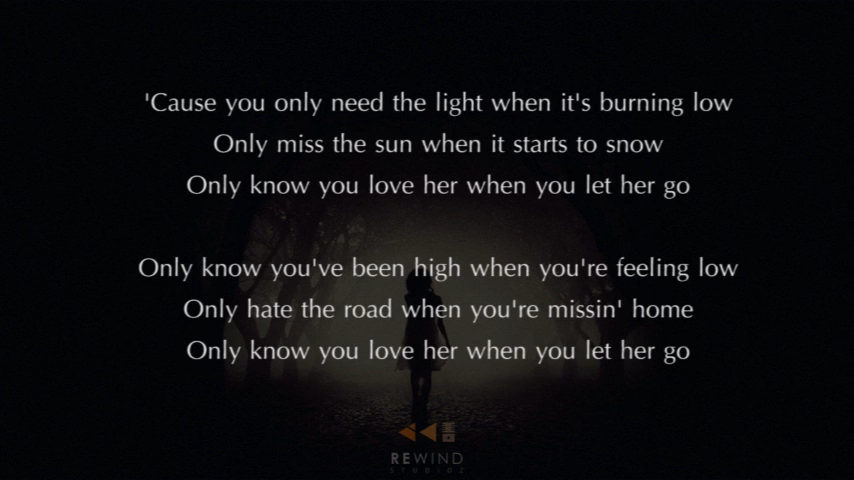 'Cause you only need the light when it's burning low
Only miss the sun when it starts to snow
Only know you love her when you let her go
Only know you've been high when you're feeling low
Only hate the road when you're missin' home
Only know you love her when you let her go
REWIND
STUDIOZ